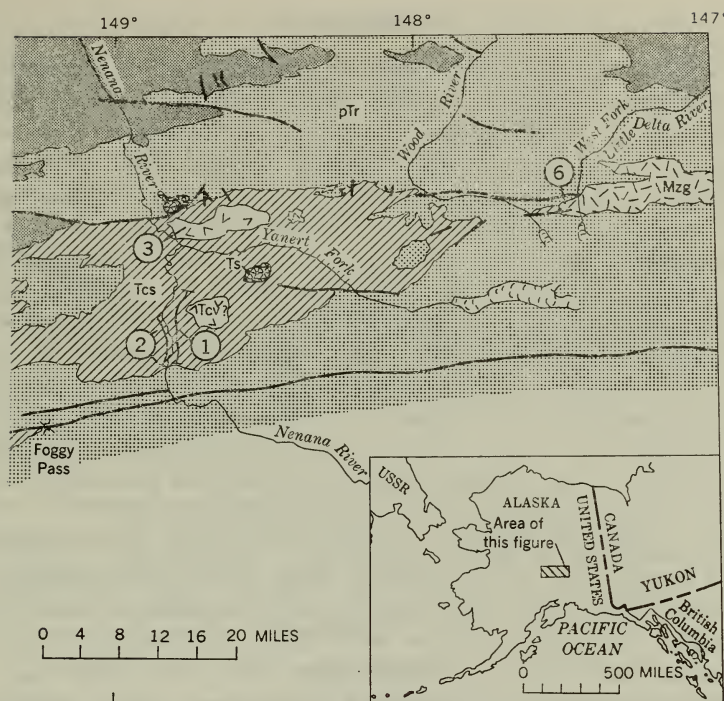 149°
148°
147°
Nenana
River
pTr
Wood
River
West Fork
Little Delta River
6
Mzg
3
Yanert
Fork
Ts
Tcs
Tcv?
2
1
Foggy
Pass
Nenana
River
USSR
ALASKA
Area of
this figure
CANADA
UNITED STATES
YUKON
British
Columbia
PACIFIC
OCEAN
0 4 8 12 16 20 MILES
0 500 MILES